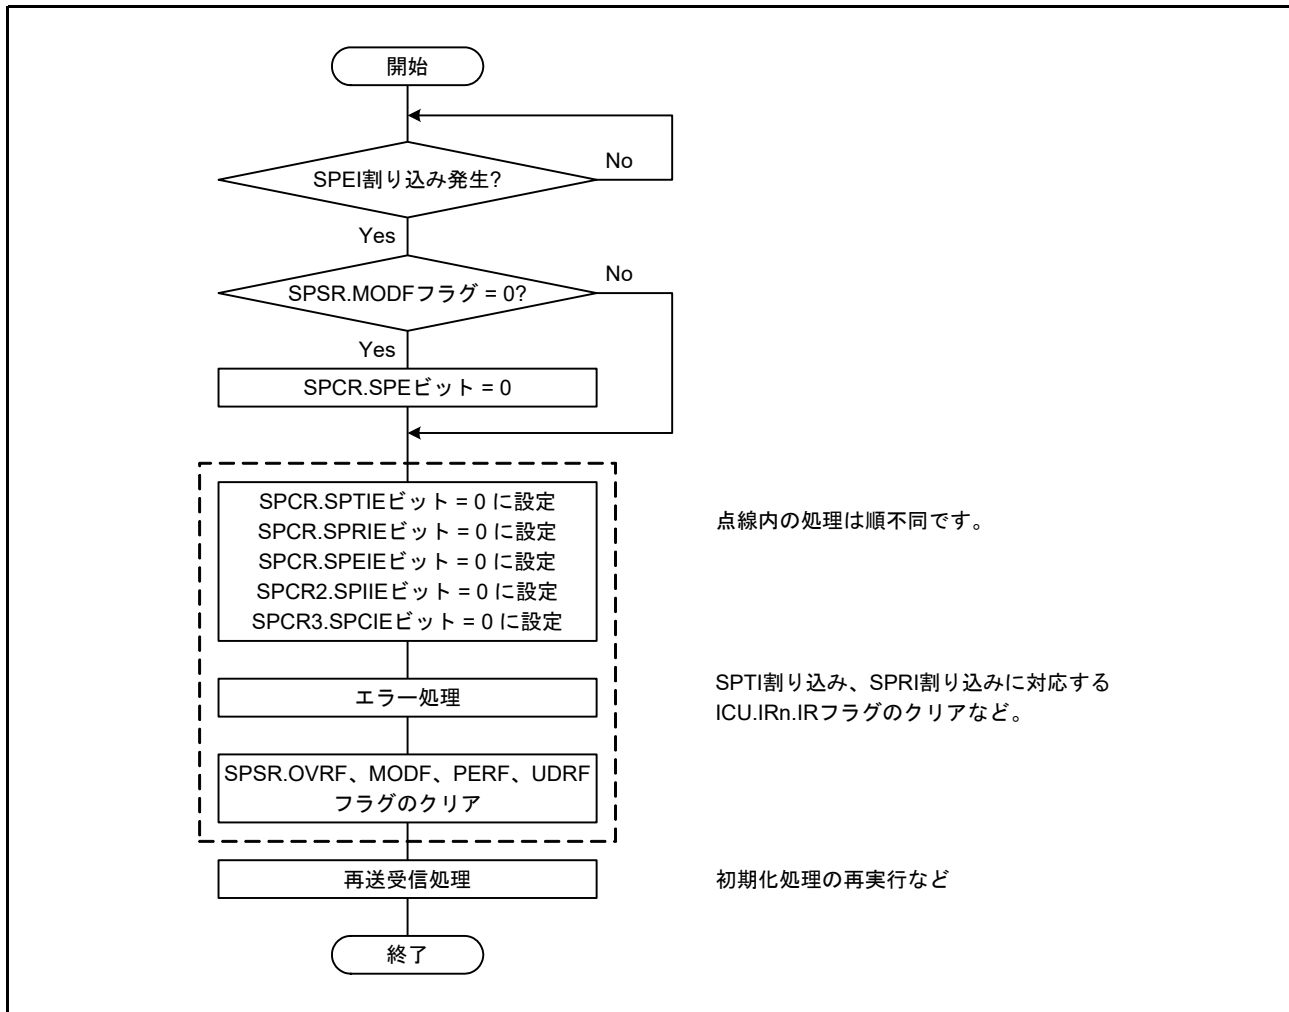 開始
No
SPEI割り込み発生?
Yes
No
SPSR.MODFフラグ = 0?
Yes
SPCR.SPEビット = 0
SPCR.SPTIEビット = 0 に設定
点線内の処理は順不同です。
SPCR.SPRIEビット = 0 に設定
SPCR.SPEIEビット = 0 に設定
SPCR2.SPIIEビット = 0 に設定
SPCR3.SPCIEビット = 0 に設定
エラー処理
SPTI割り込み、SPRI割り込みに対応する
ICU.IRn.IRフラグのクリアなど。
SPSR.OVRF、MODF、PERF、UDRF
フラグのクリア
再送受信処理
初期化処理の再実行など
終了